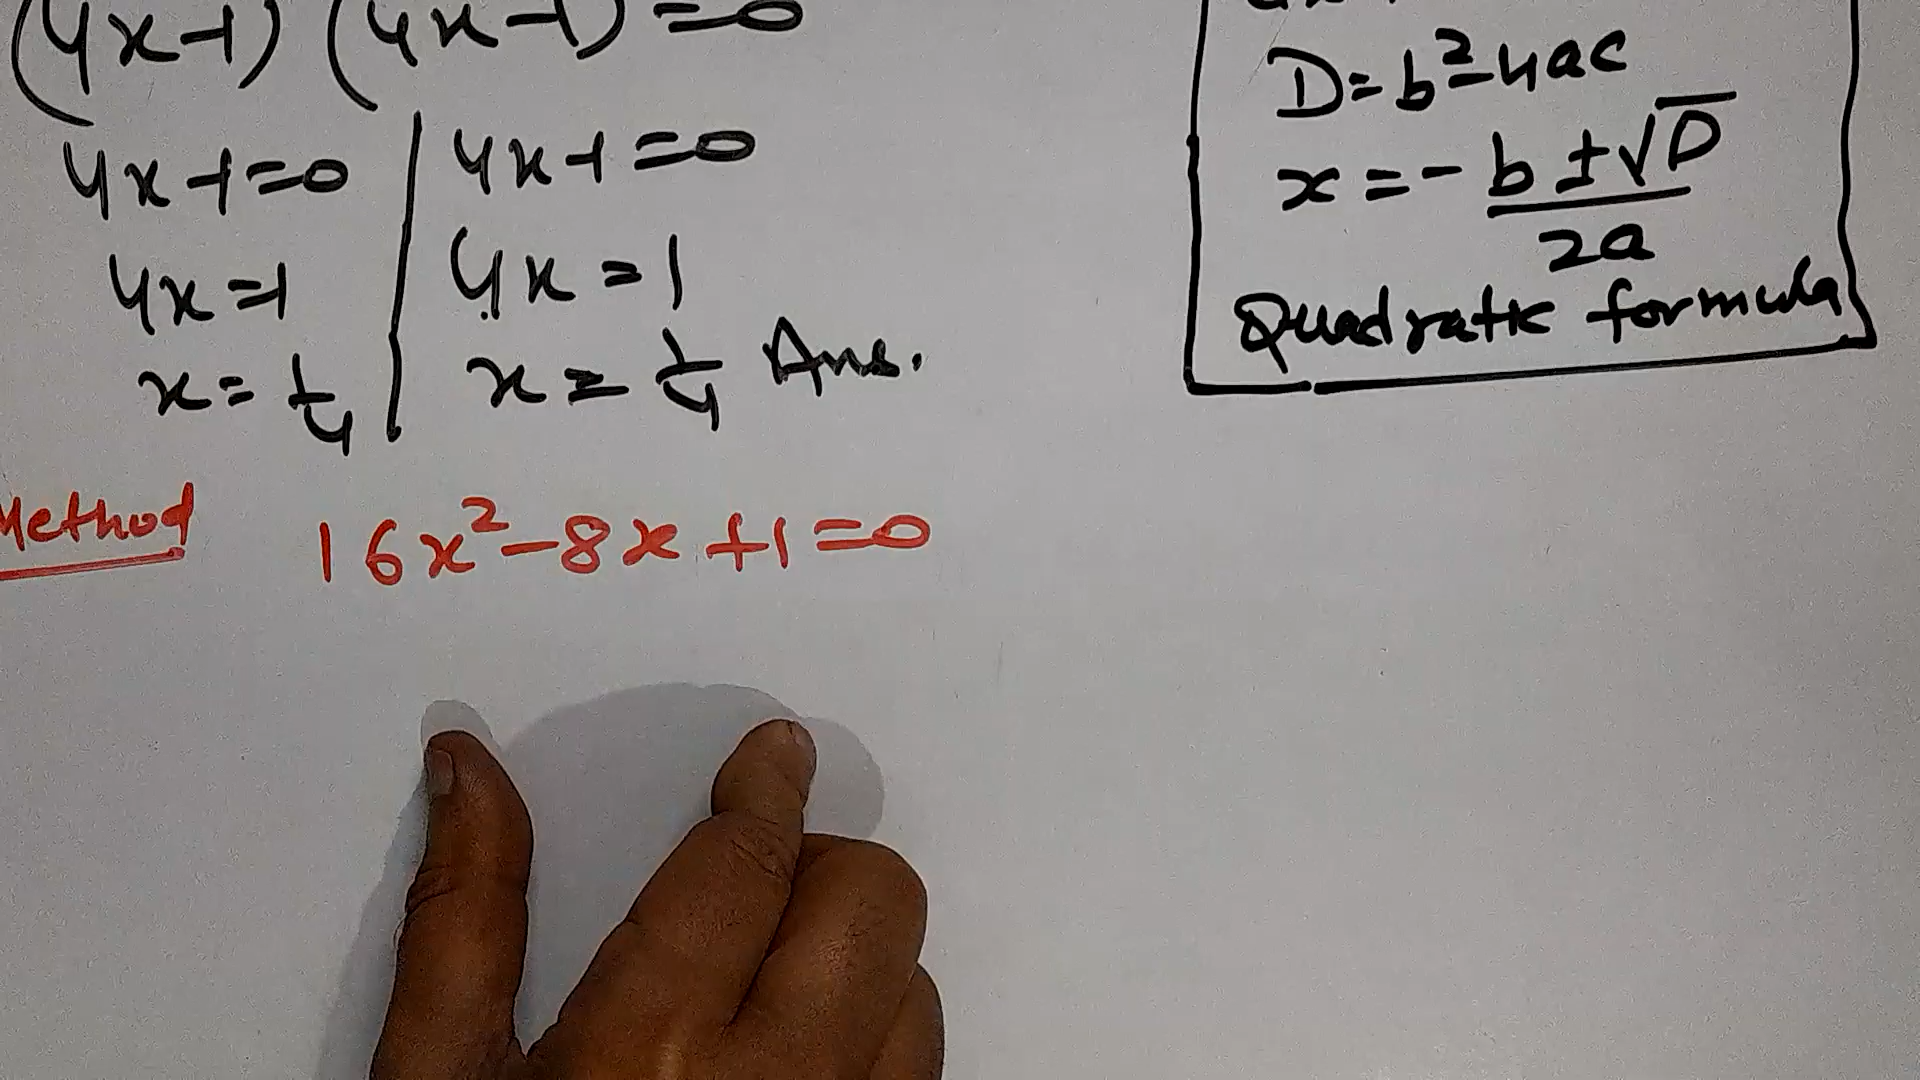 (4x-1) (4x-1) =0
4x-1=0 | 4x-1=0
4x=1 | 4x=1
x=1/4 | x=1/4 Ans.
D=b²-4ac
x=-b±√D/2a
Quadratic formula
Method 16x²-8x+1=0